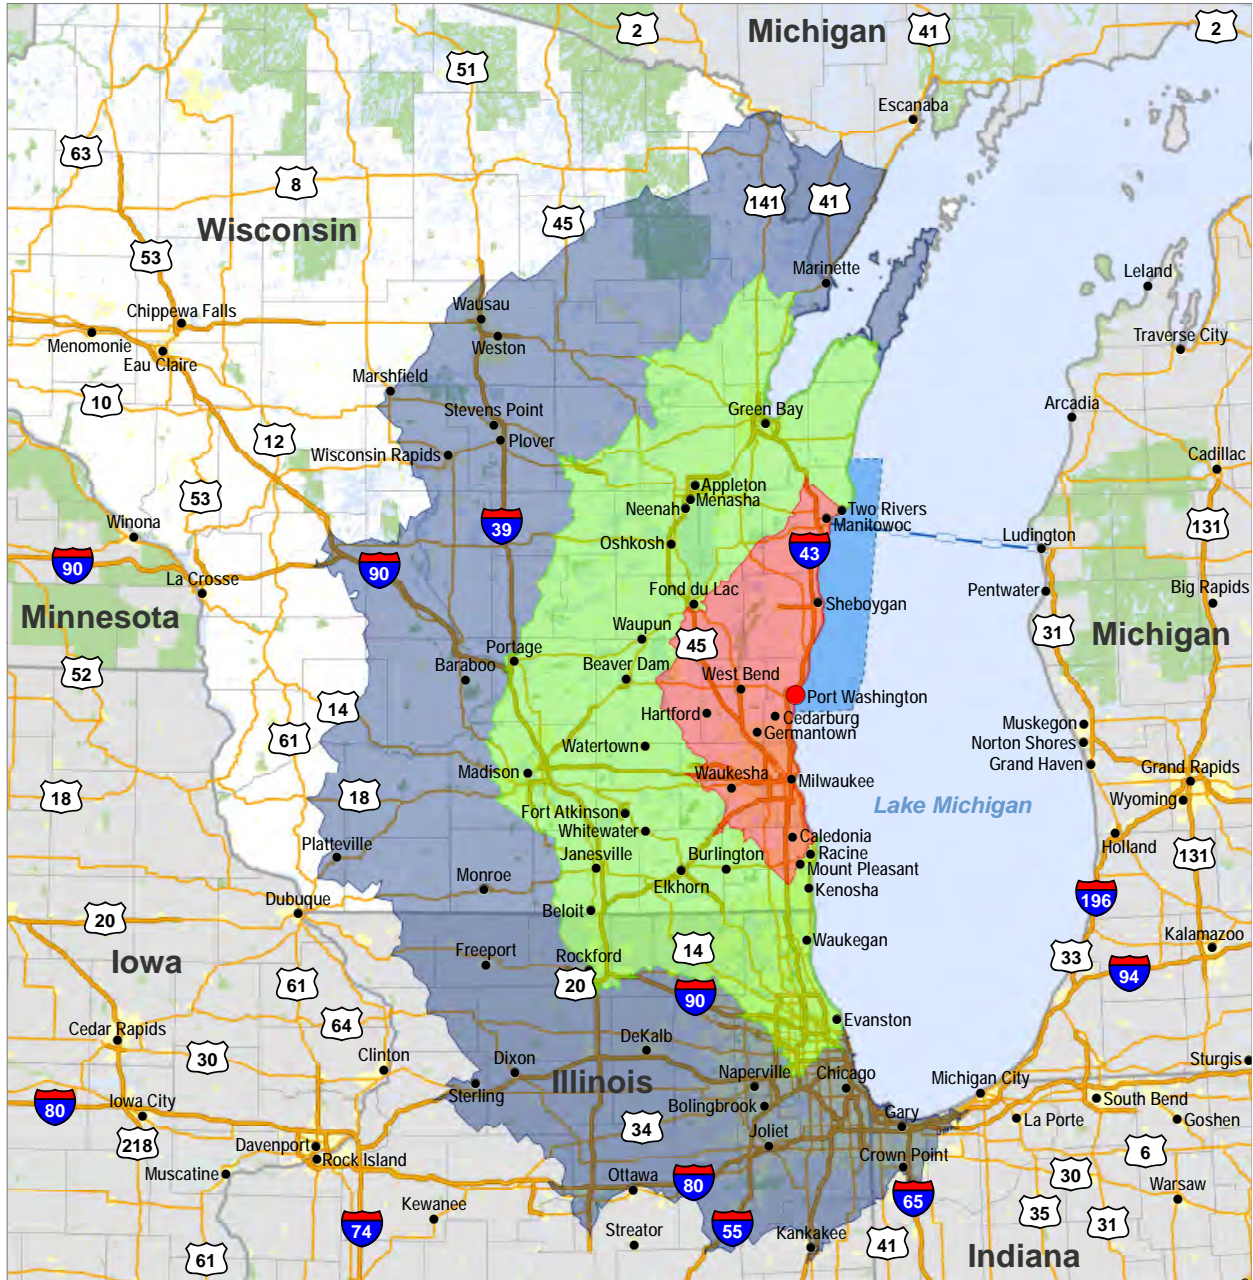 Michigan
2
41
2
51
Escanaba
63
8
141
41
45
Wisconsin
53
Marinette
Leland
Wausau
Chippewa Falls
Traverse City
Menomonie
Weston
Eau Claire
Marshfield
10
Stevens Point
Green Bay
Arcadia
12
Plover
Wisconsin Rapids
Cadillac
53
Appleton
Menasha
Neenah
Two Rivers
Winona
39
Manitowoc
131
Oshkosh
43
Ludington
90
90
La Crosse
Fond du Lac
Pentwater
Big Rapids
Minnesota
Sheboygan
Waupun
31
Michigan
45
Portage
Beaver Dam
52
Baraboo
West Bend
Port Washington
14
Hartford
Cedarburg
Muskegon
Germantown
61
Watertown
Norton Shores
Madison
Waukesha
Milwaukee
Grand Haven
Grand Rapids
18
18
Wyoming
Lake Michigan
Fort Atkinson
Whitewater
Caledonia
Platteville
Holland
Janesville
Burlington
Racine
131
Monroe
Elkhorn
Mount Pleasant
Kenosha
Dubuque
196
Beloit
20
Waukegan
Kalamazoo
Iowa
Freeport
Rockford
14
33
94
61
20
90
64
Evanston
Cedar Rapids
DeKalb
30
Clinton
Dixon
Sturgis
Illinois
Naperville
Chicago
Michigan City
Sterling
80
Iowa City
Bolingbrook
South Bend
Gary
La Porte
Goshen
218
34
Joliet
Davenport
6
Rock Island
Crown Point
Muscatine
Ottawa
80
30
Warsaw
65
Kewanee
35
31
74
Streator
55
Kankakee
41
61
Indiana